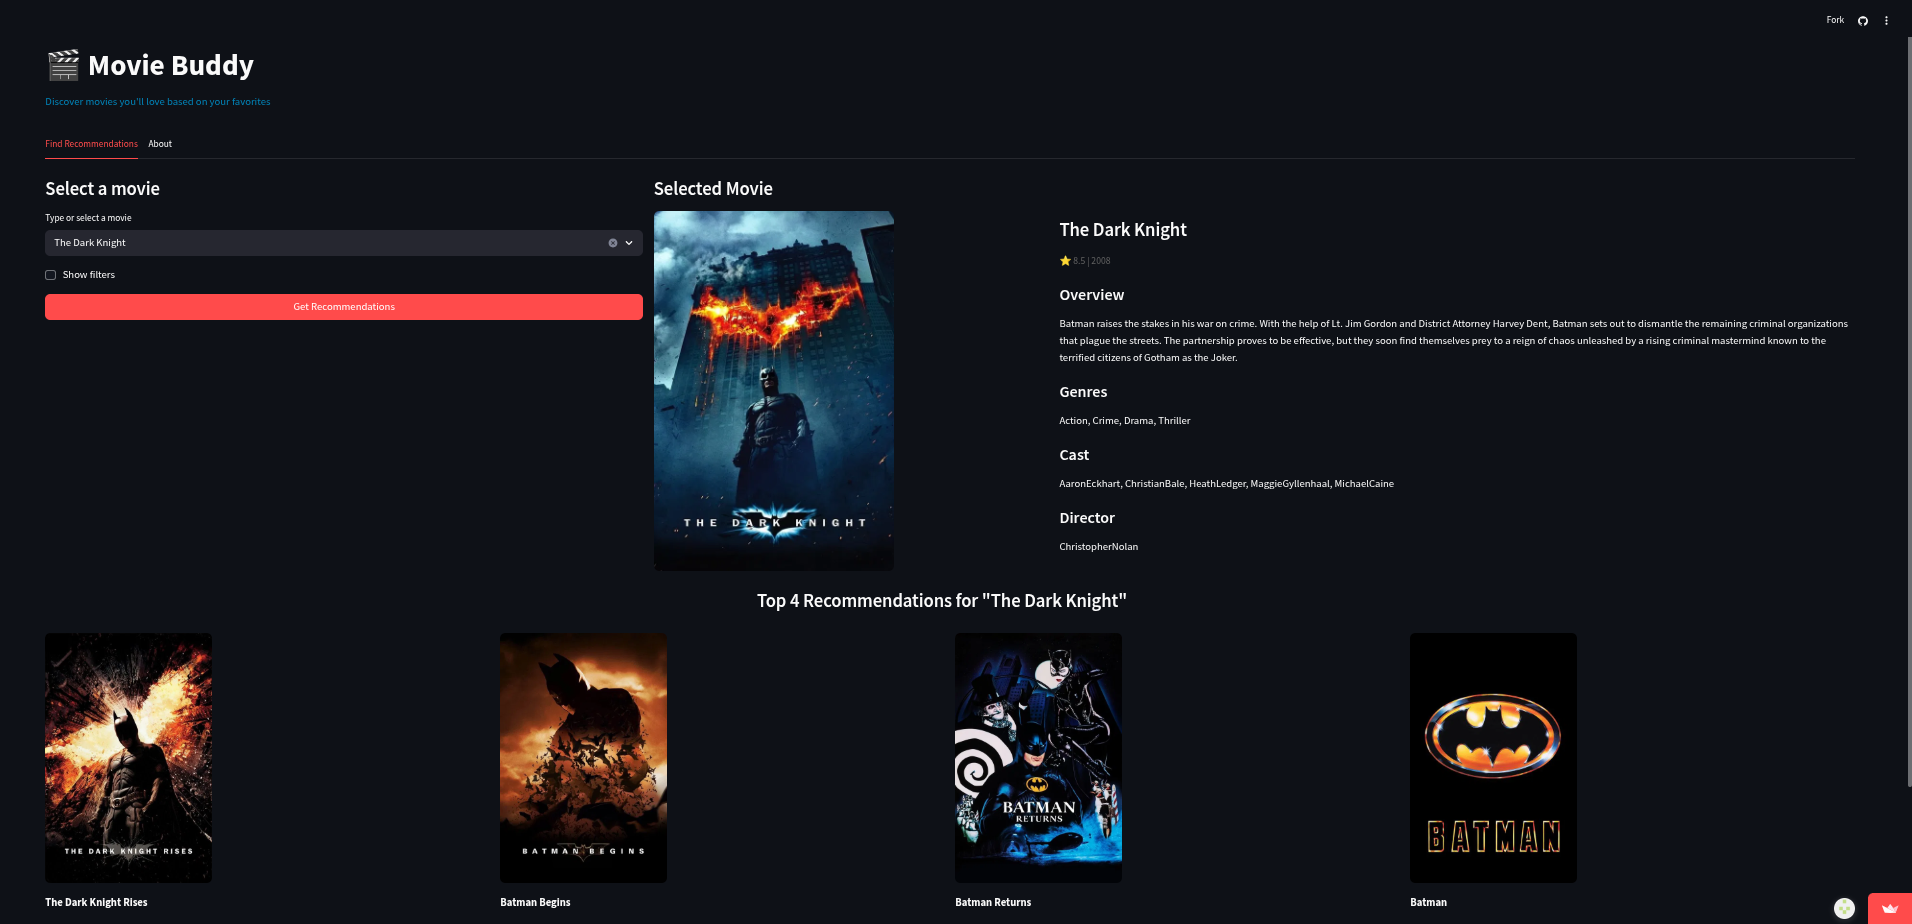 Fork
Movie Buddy
Discover movies you'll love based on your favorites
Find Recommendations
About
Select a movie
Type or select a movie
The Dark Knight
Show filters
Get Recommendations
Selected Movie
THE DARK KNIGHT
The Dark Knight
8.5 | 2008
Overview
Batman raises the stakes in his war on crime. With the help of Lt. Jim Gordon and District Attorney Harvey Dent, Batman sets out to dismantle the remaining criminal organizations
that plague the streets. The partnership proves to be effective, but they soon find themselves prey to a reign of chaos unleashed by a rising criminal mastermind known to the
terrified citizens of Gotham as the Joker.
Genres
Action, Crime, Drama, Thriller
Cast
AaronEckhart, ChristianBale, HeathLedger, MaggieGyllenhaal, MichaelCaine
Director
ChristopherNolan
Top 4 Recommendations for "The Dark Knight"
THE DARK KNIGHT RISES
BATMAN BEGINS
BATMAN
RETURNS
BATMAN
The Dark Knight Rises
Batman Begins
Batman Returns
Batman